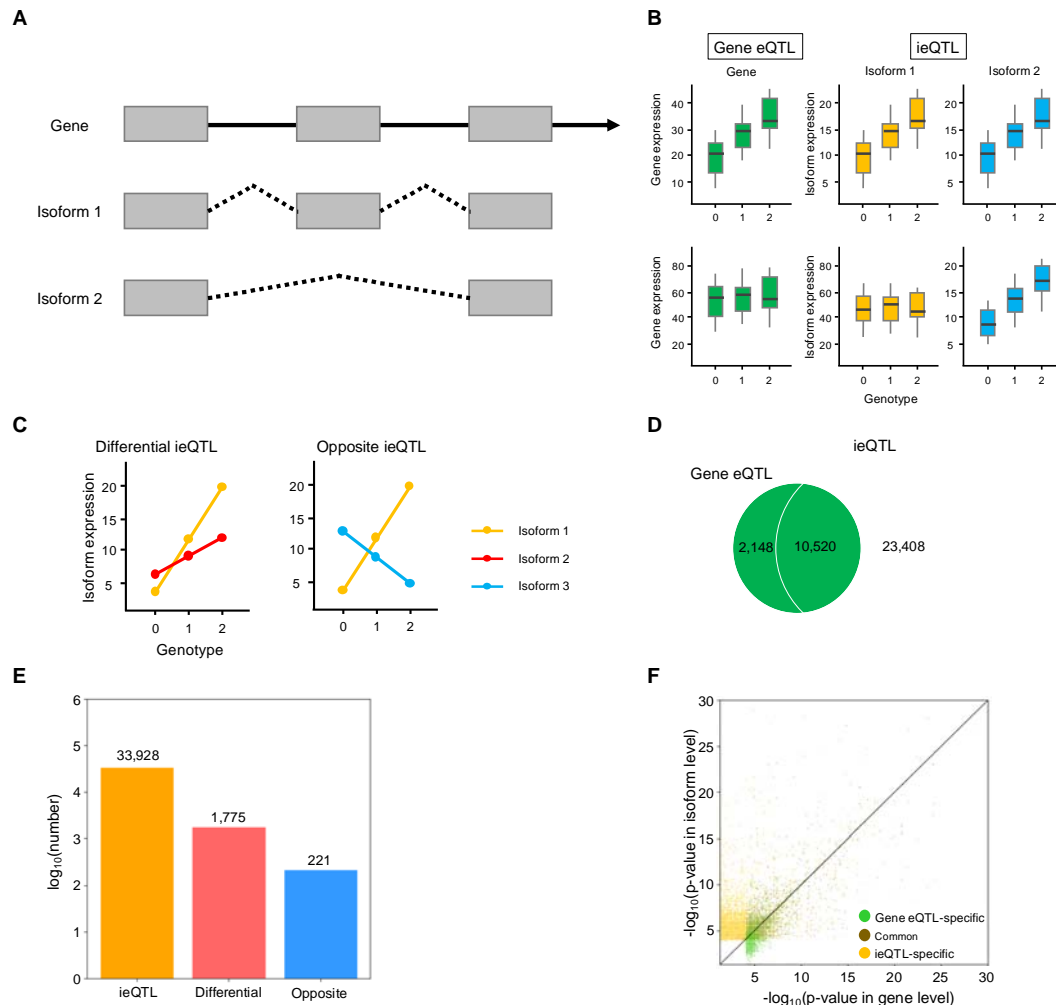 A
Gene
Isoform 1
Isoform 2
B
Gene eQTL
ieQTL
Gene
Isoform 1
Isoform 2
Gene expression
40
30
20
10
0 1 2
Isoform expression
20
15
10
5
0 1 2
20
15
10
5
0 1 2
Gene expression
80
60
40
20
0 1 2
Isoform expression
80
60
40
20
0 1 2
20
15
10
5
0 1 2
Genotype
C
Differential ieQTL
Opposite ieQTL
Isoform expression
20
15
10
5
0 1 2
Genotype
20
15
10
5
0 1 2
Isoform 1
Isoform 2
Isoform 3
D
ieQTL
Gene eQTL
2,148
10,520
23,408
E
log10(number)
6
5
4
3
2
1
0
33,928
1,775
221
ieQTL
Differential
Opposite
F
-log10(p-value in isoform level)
30
25
20
15
10
5
Gene eQTL-specific
Common
ieQTL-specific
5 10 15 20 25 30
-log10(p-value in gene level)